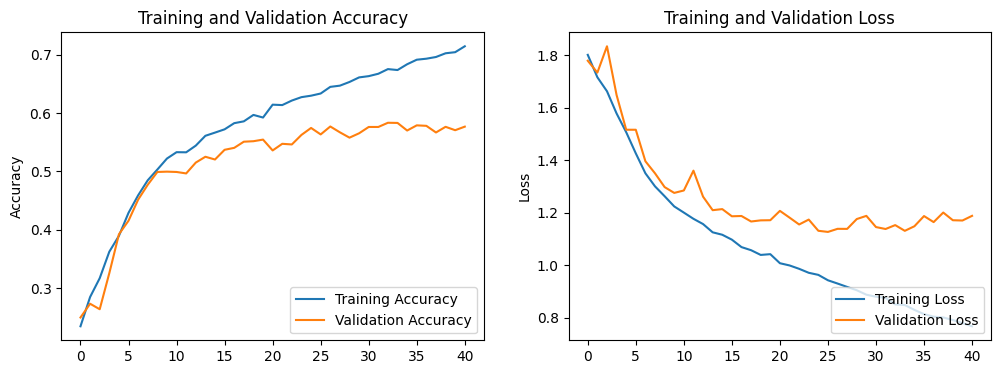 Training and Validation Accuracy
Accuracy
0.7
0.6
0.5
0.4
0.3
0 5 10 15 20 25 30 35 40
Training Accuracy
Validation Accuracy
Training and Validation Loss
Loss
1.8
1.6
1.4
1.2
1.0
0.8
0 5 10 15 20 25 30 35 40
Training Loss
Validation Loss